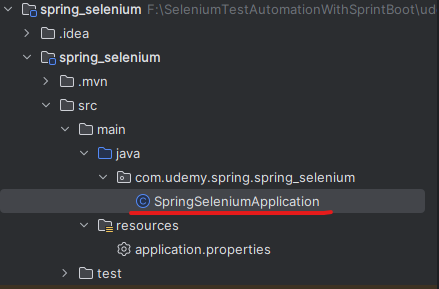 spring_selenium F:\SeleniumTestAutomationWithSprintBoot\ud
.idea
spring_selenium
.mvn
src
main
java
com.udemy.spring.spring_selenium
SpringSeleniumApplication
resources
application.properties
test